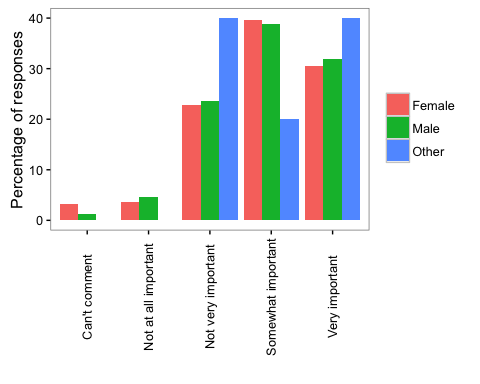 Percentage of responses
40
30
20
10
0
Can't comment
Not at all important
Not very important
Somewhat important
Very important
Female
Male
Other